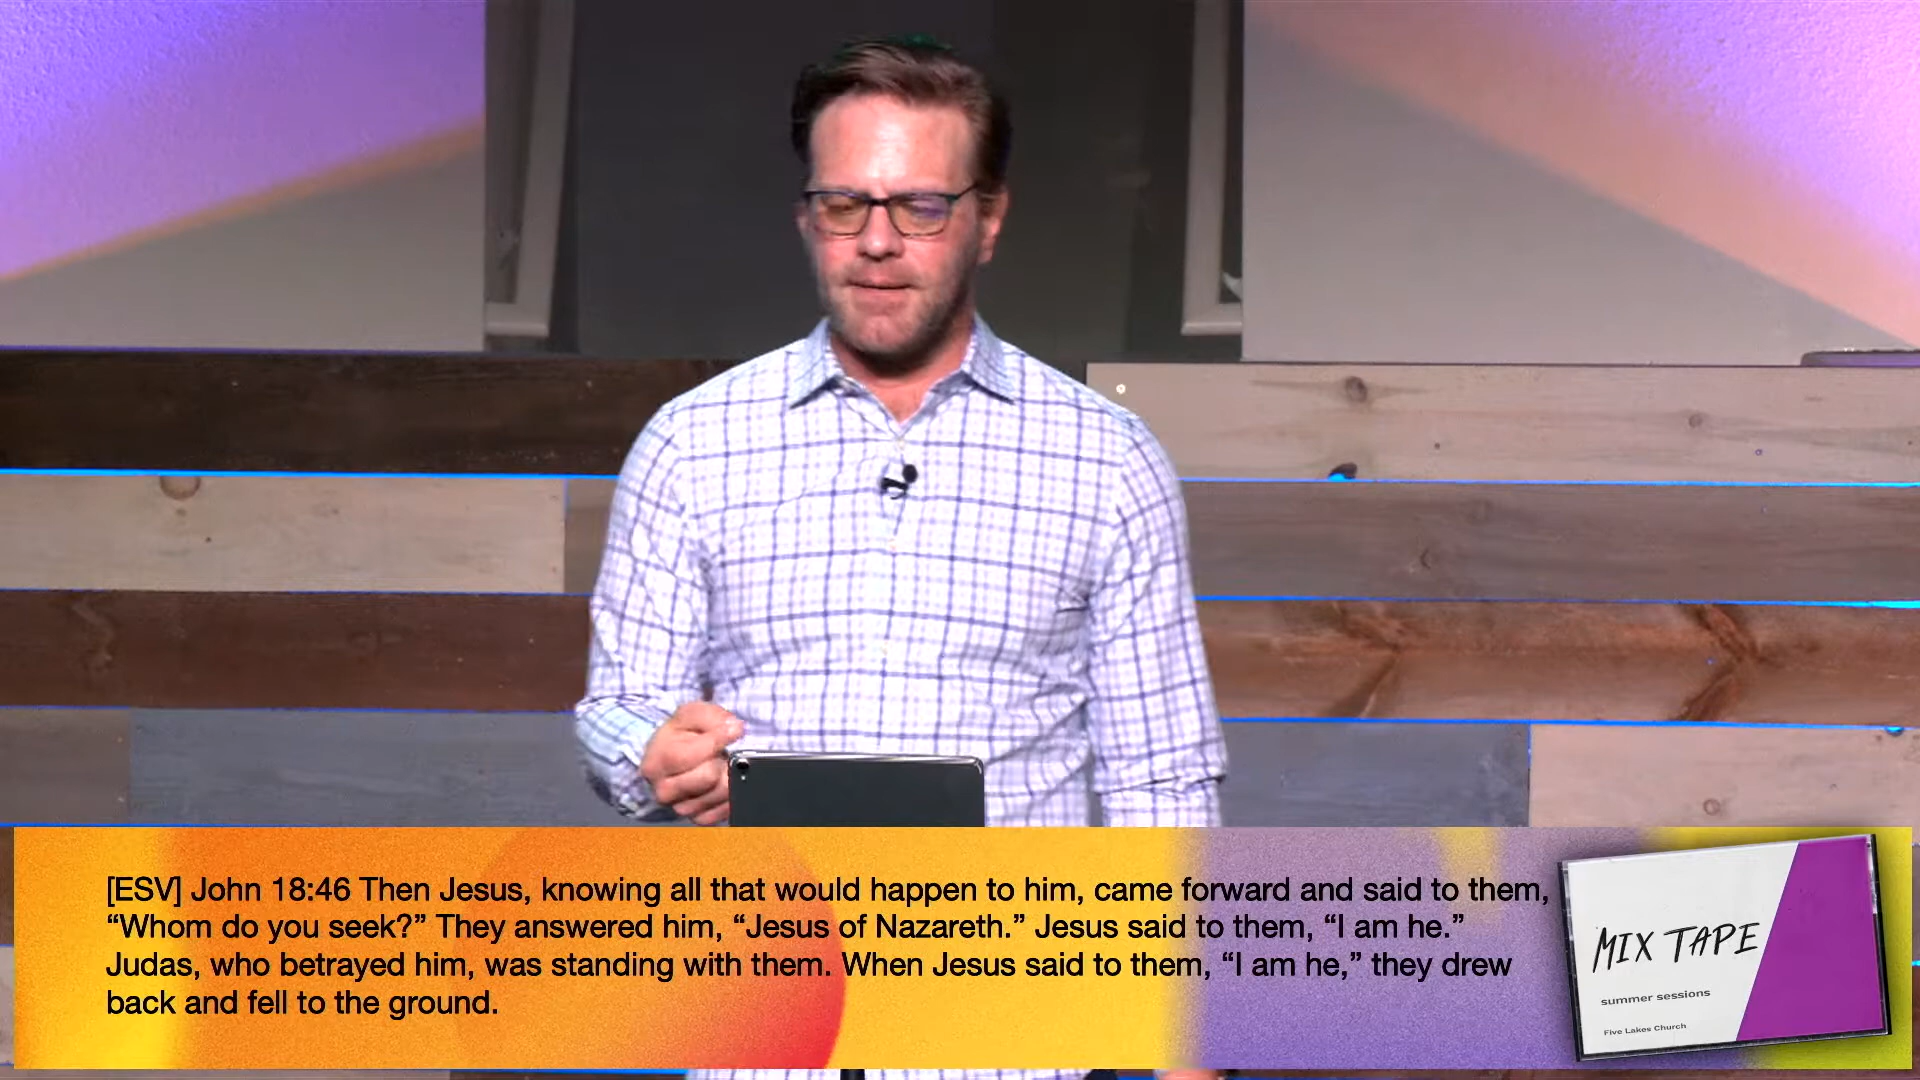 [ESV] John 18:46 Then Jesus, knowing all that would happen to him, came forward and said to them,
“Whom do you seek?” They answered him, “Jesus of Nazareth.” Jesus said to them, “I am he.”
Judas, who betrayed him, was standing with them. When Jesus said to them, “I am he,” they drew
back and fell to the ground.
MIX TAPE
summer sessions
Five Lakes Church